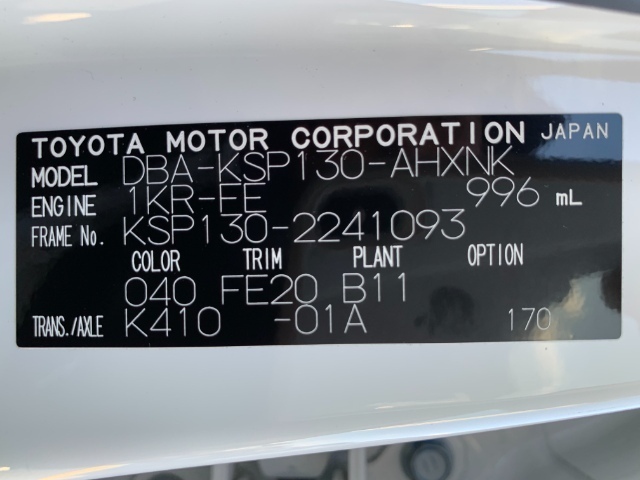 TOYOTA MOTOR CORPORATION JAPAN
MODEL DBA-KSP130-AHXNK
ENGINE 1KR-FE 996 mL
FRAME No. KSP130-2241093
COLOR TRIM PLANT OPTION
040 FE20 B11
TRANS./AXLE K410 -01A 170